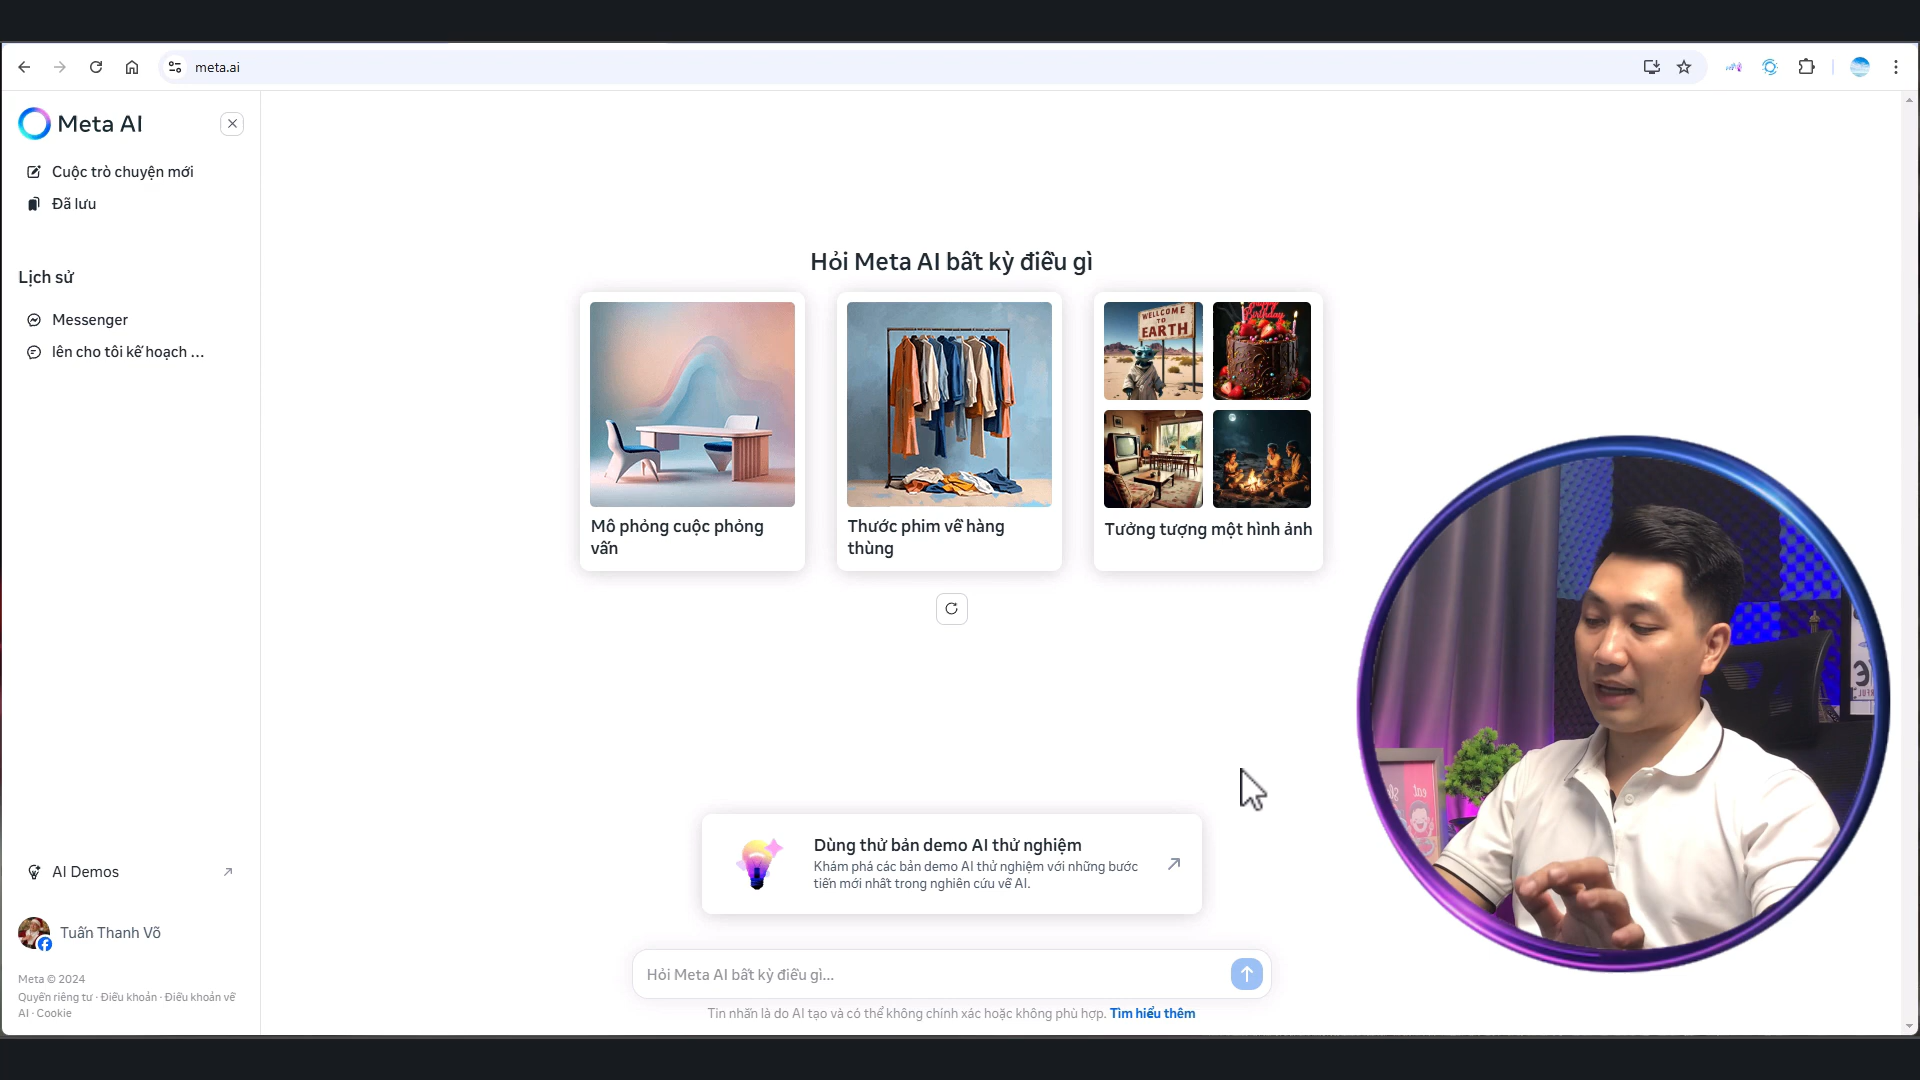 meta.ai
Meta AI
Cuộc trò chuyện mới
Đã lưu
Lịch sử
Messenger
lên cho tôi kế hoạch ...
AI Demos
Tuấn Thanh Võ
Meta © 2024
Quyền riêng tư · Điều khoản · Điều khoản về
AI · Cookie
Hỏi Meta AI bất kỳ điều gì
WELLCOME
TO
EARTH
Happy
Birthday
Mô phỏng cuộc phỏng
vấn
Thước phim về hàng
thùng
Tưởng tượng một hình ảnh
Dùng thử bản demo AI thử nghiệm
Khám phá các bản demo AI thử nghiệm với những bước
tiến mới nhất trong nghiên cứu về AI.
Hỏi Meta AI bất kỳ điều gì...
Tin nhắn là do AI tạo và có thể không chính xác hoặc không phù hợp. Tìm hiểu thêm
eat